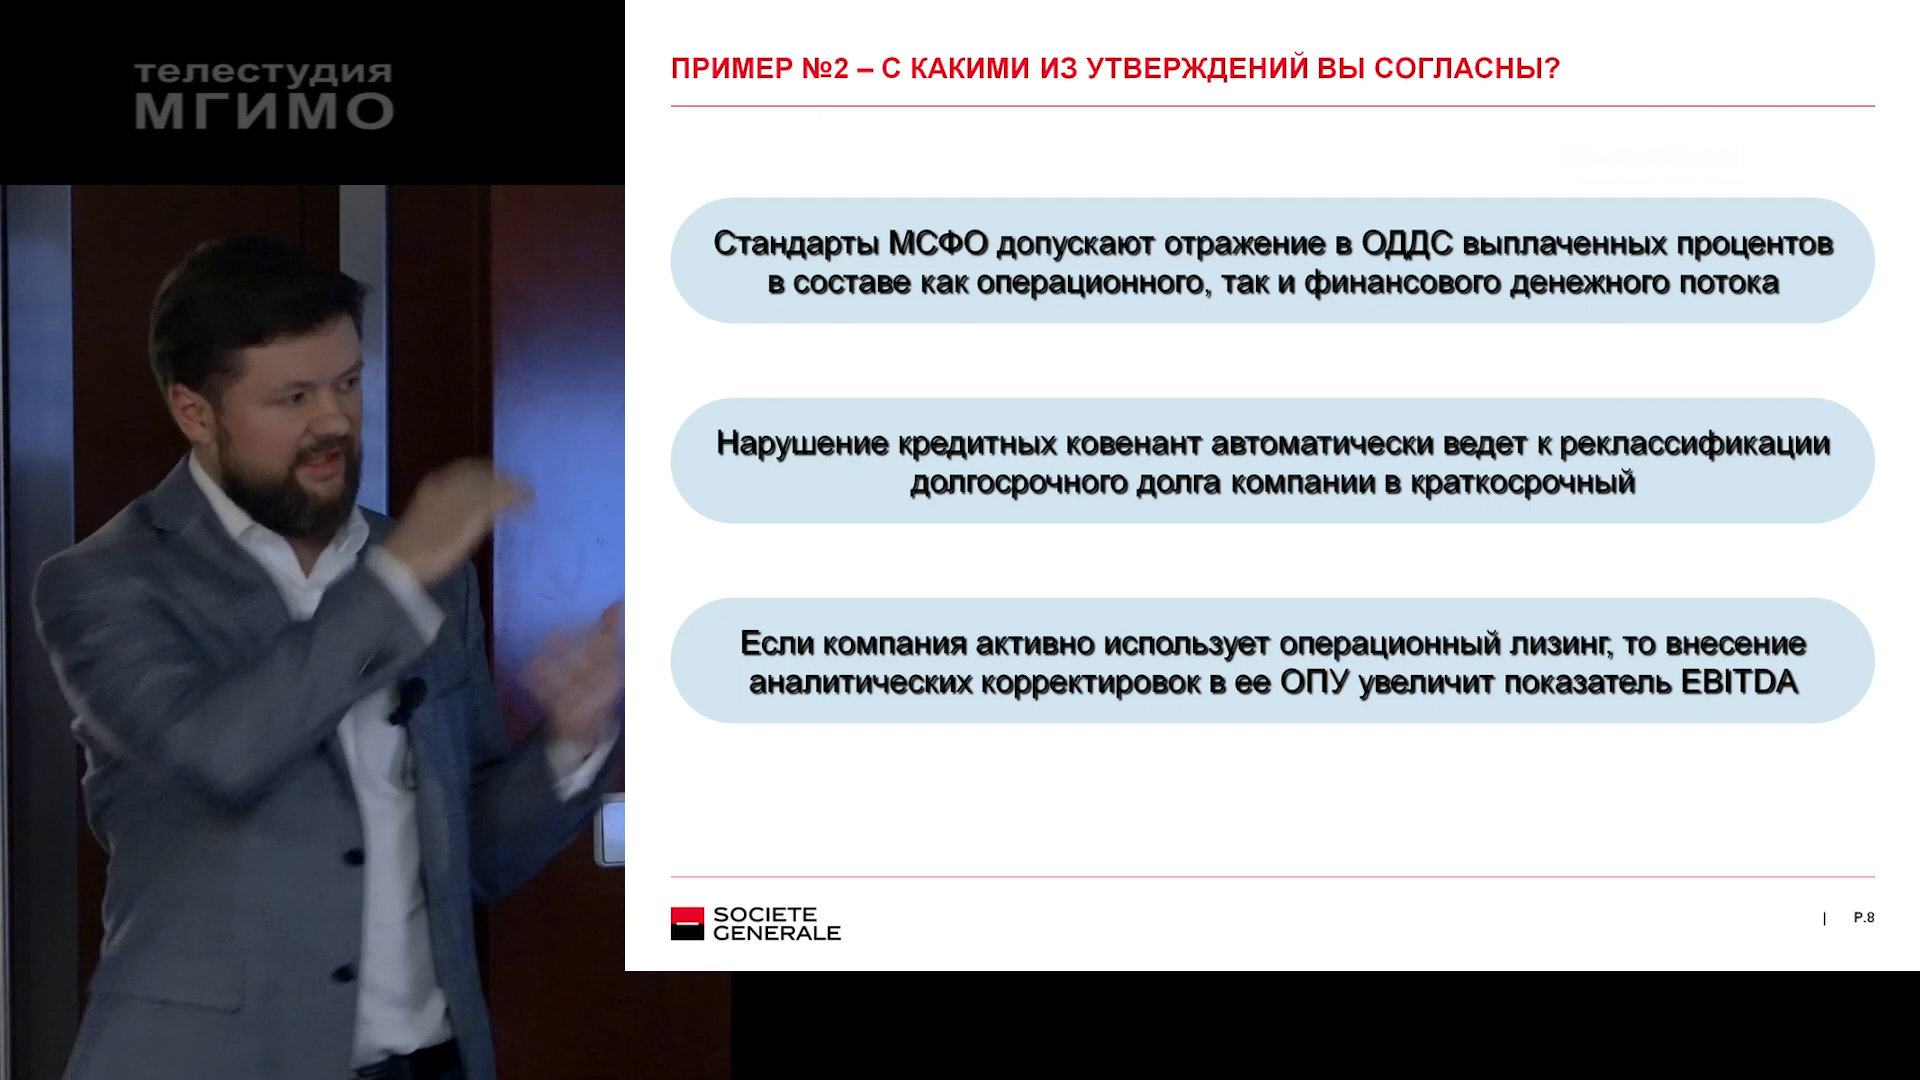 телестудия
МГИМО
ПРИМЕР №2 – С КАКИМИ ИЗ УТВЕРЖДЕНИЙ ВЫ СОГЛАСНЫ?
Стандарты МСФО допускают отражение в ОДДС выплаченных процентов
в составе как операционного, так и финансового денежного потока
Нарушение кредитных ковенант автоматически ведет к реклассификации
долгосрочного долга компании в краткосрочный
Если компания активно использует операционный лизинг, то внесение
аналитических корректировок в ее ОПУ увеличит показатель EBITDA
SOCIETE
GENERALE
| P.8